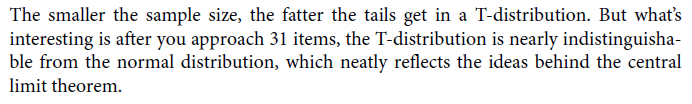 The smaller the sample size, the fatter the tails get in a T-distribution. But what's
interesting is after you approach 31 items, the T-distribution is nearly indistinguisha-
ble from the normal distribution, which neatly reflects the ideas behind the central
limit theorem.